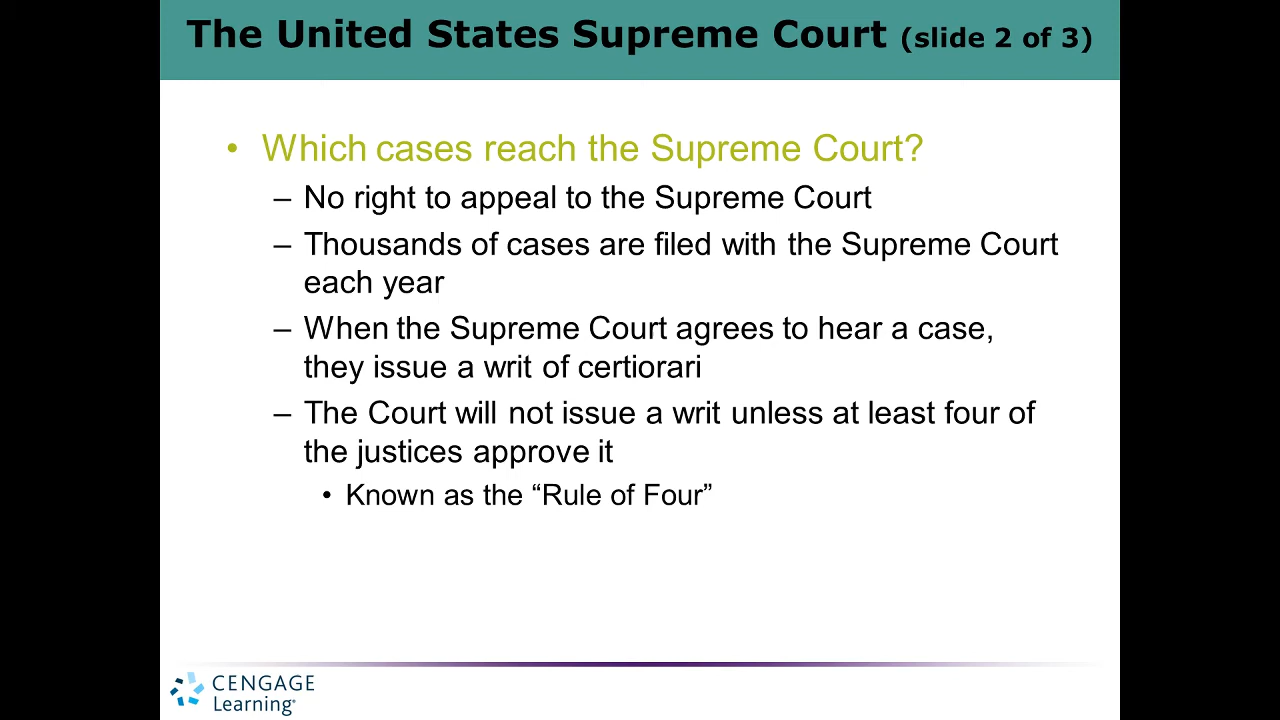 The United States Supreme Court (slide 2 of 3)
• Which cases reach the Supreme Court?
– No right to appeal to the Supreme Court
– Thousands of cases are filed with the Supreme Court
each year
– When the Supreme Court agrees to hear a case,
they issue a writ of certiorari
– The Court will not issue a writ unless at least four of
the justices approve it
• Known as the “Rule of Four”
CENGAGE
Learning®